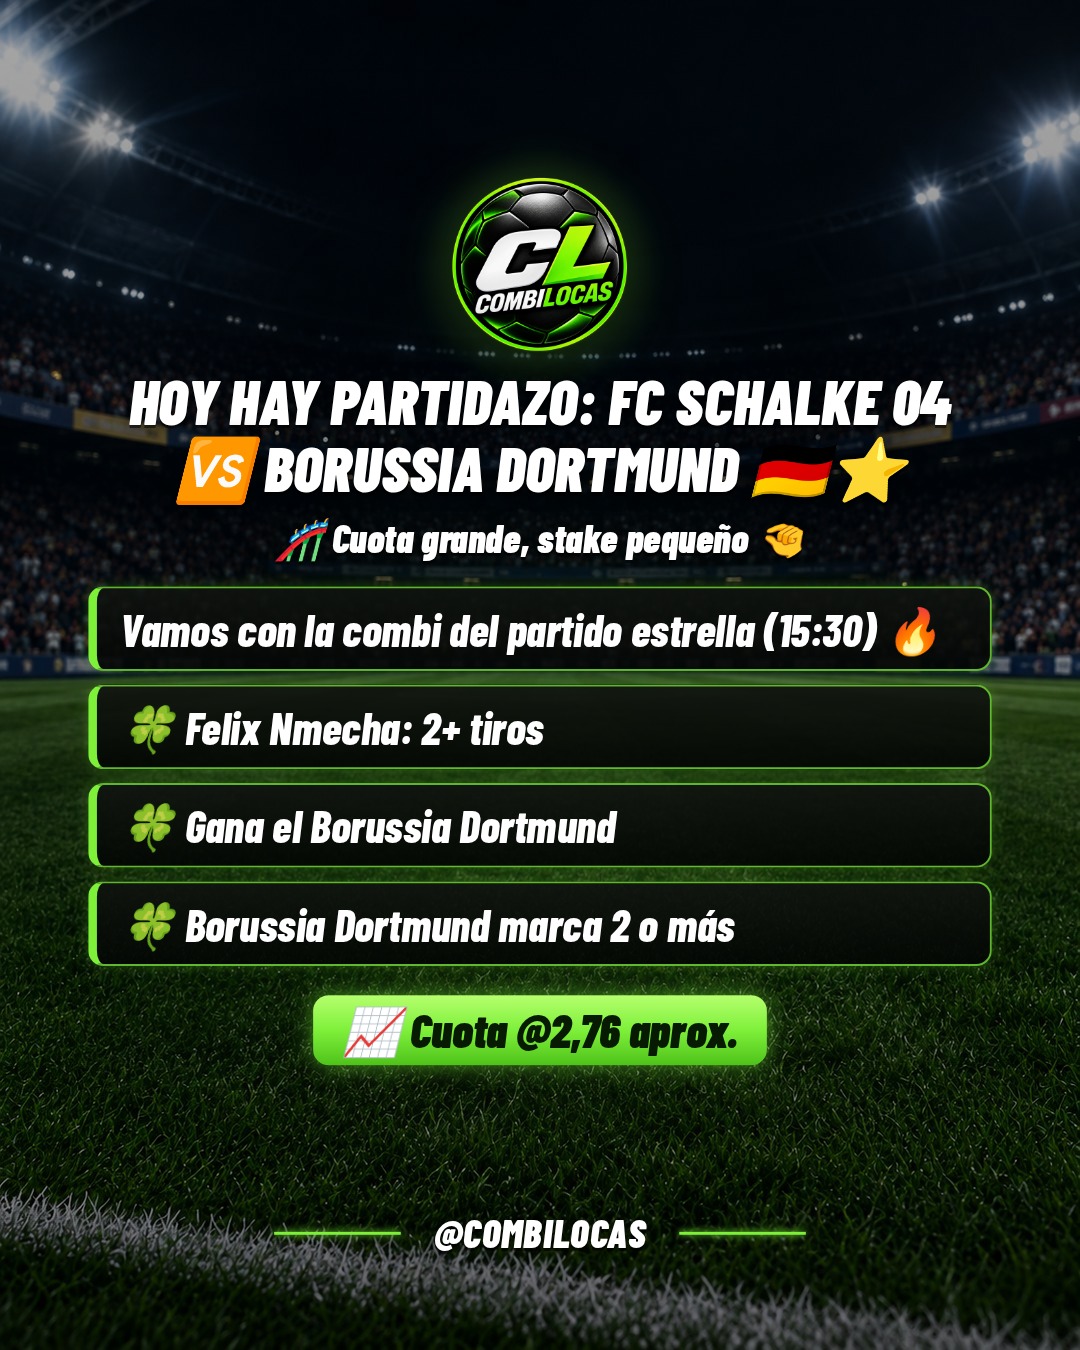 CL
COMBILOCAS
HOY HAY PARTIDAZO: FC SCHALKE 04
🆚 BORUSSIA DORTMUND 🇩🇪⭐
🎢 Cuota grande, stake pequeño 🤏
Vamos con la combi del partido estrella (15:30) 🔥
🍀 Felix Nmecha: 2+ tiros
🍀 Gana el Borussia Dortmund
🍀 Borussia Dortmund marca 2 o más
📈 Cuota @2,76 aprox.
@COMBILOCAS